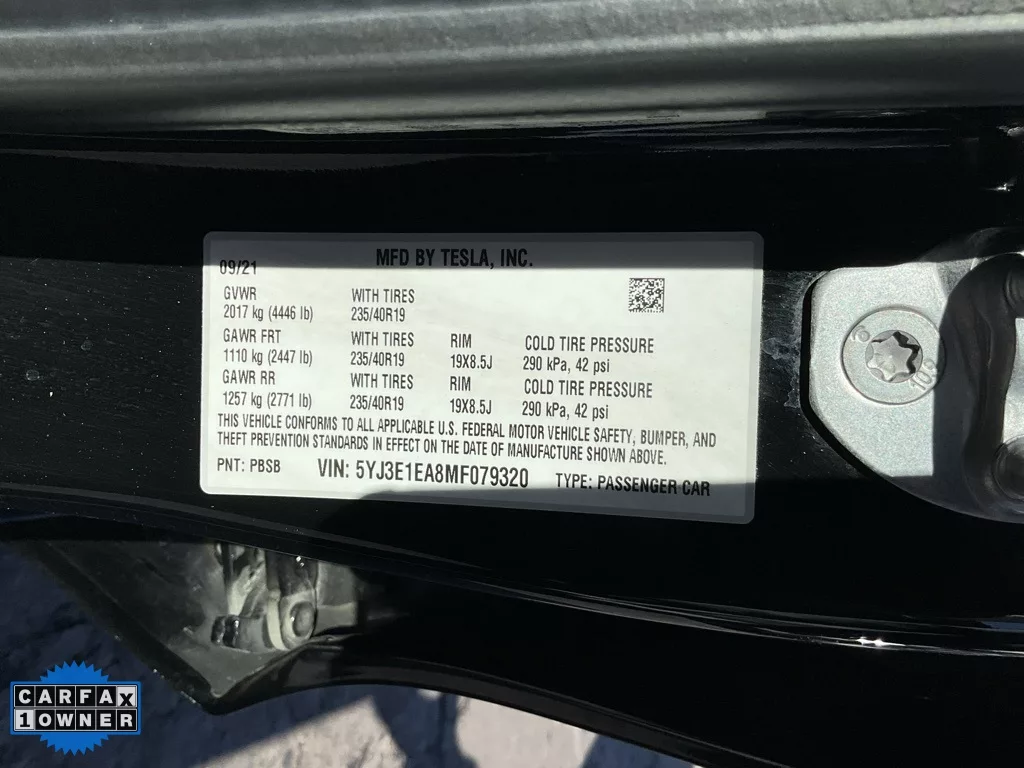 MFD BY TESLA, INC.
09/21
GVWR WITH TIRES
2017 kg (4446 lb) 235/40R19
GAWR FRT WITH TIRES RIM COLD TIRE PRESSURE
1110 kg (2447 lb) 235/40R19 19X8.5J 290 kPa, 42 psi
GAWR RR WITH TIRES RIM COLD TIRE PRESSURE
1257 kg (2771 lb) 235/40R19 19X8.5J 290 kPa, 42 psi
THIS VEHICLE CONFORMS TO ALL APPLICABLE U.S. FEDERAL MOTOR VEHICLE SAFETY, BUMPER, AND
THEFT PREVENTION STANDARDS IN EFFECT ON THE DATE OF MANUFACTURE SHOWN ABOVE.
PNT: PBSB VIN: 5YJ3E1EA8MF079320 TYPE: PASSENGER CAR
CARFAX
1 OWNER